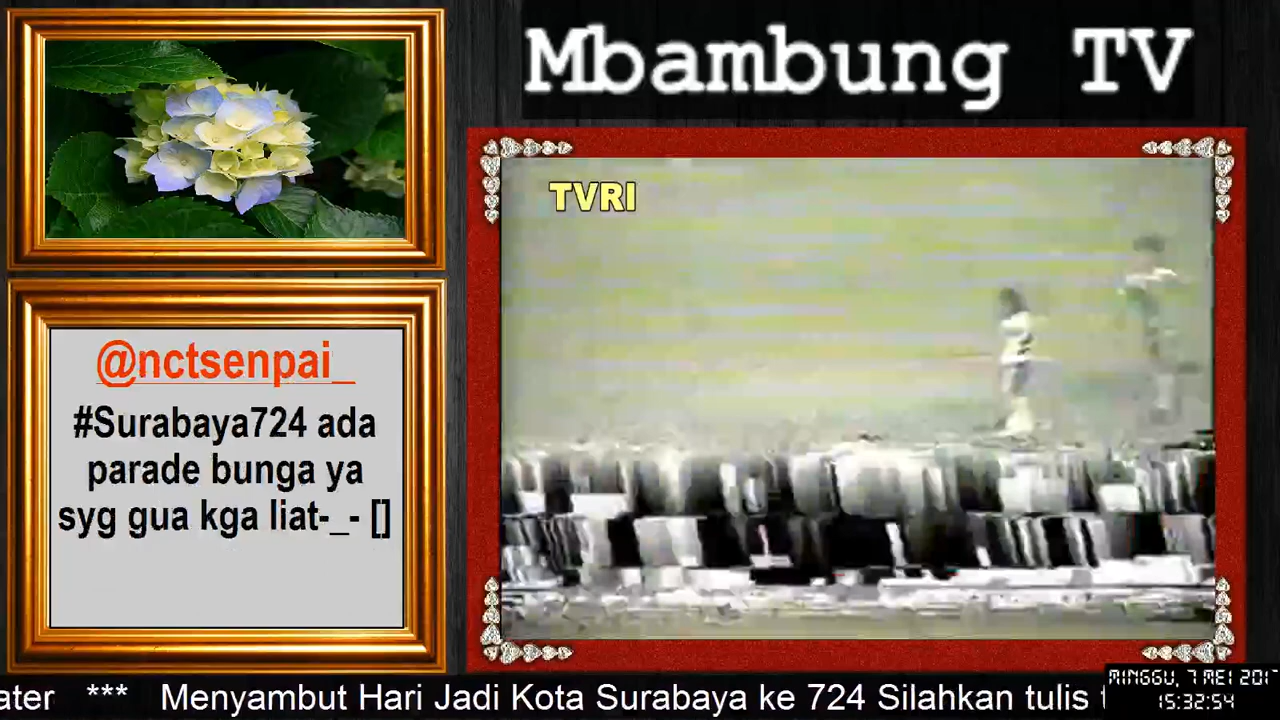 Mbambung TV
TVRI
@nctsenpai_
#Surabaya724 ada
parade bunga ya
syg gua kga liat-_- []
*** Menyambut Hari Jadi Kota Surabaya ke 724 Silahkan tulis
MINGGU, 7 MEI 2017
15:32:54